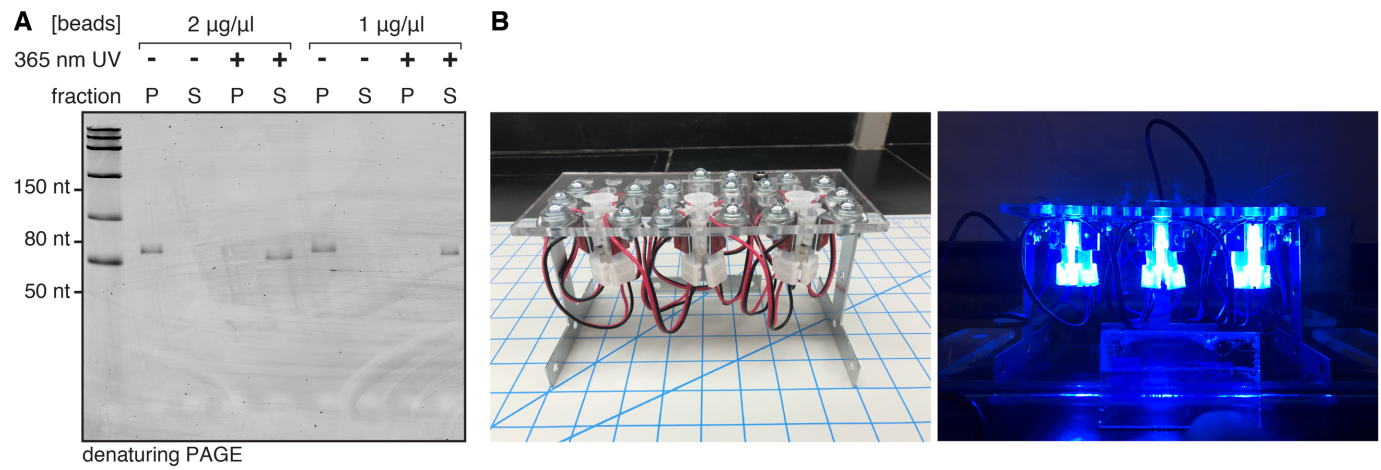 A
[beads] 2 µg/µl 1 µg/µl
365 nm UV - - + + - - + +
fraction P S P S P S P S
150 nt
80 nt
50 nt
denaturing PAGE
B